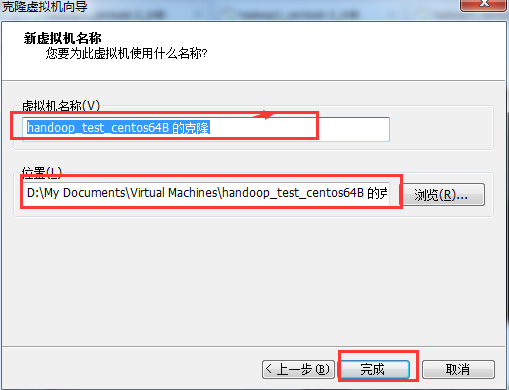 克隆虚拟机向导
新虚拟机名称
您要为此虚拟机使用什么名称?
虚拟机名称(V)
handoop_test_centos64B 的克隆
位置(L)
D:\My Documents\Virtual Machines\handoop_test_centos64B 的克
浏览(R)...
< 上一步(B)
完成
取消